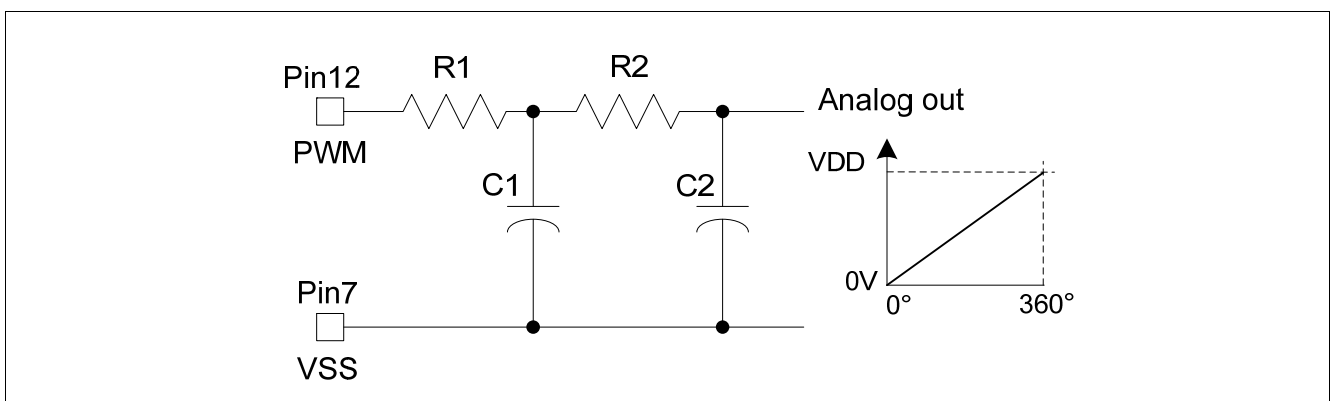 Pin12
R1
R2
Analog out
PWM
VDD
C1
C2
0V
0°
360°
Pin7
VSS